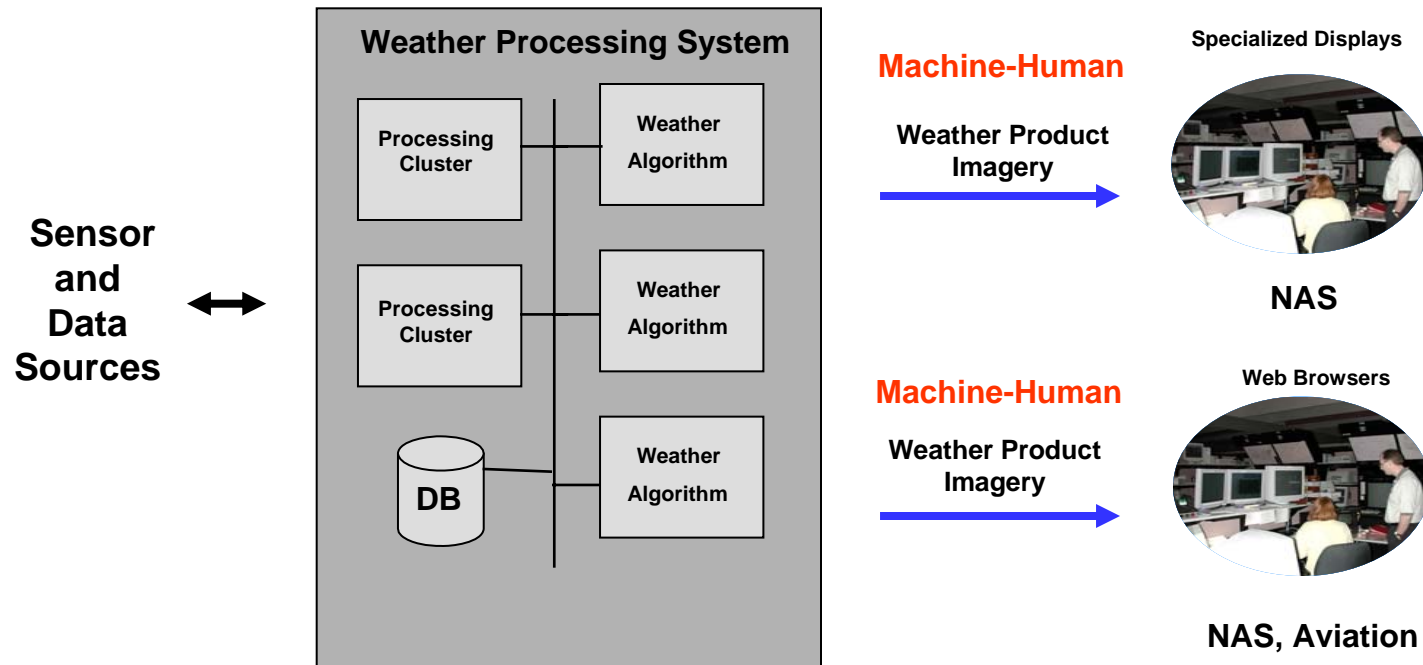 Sensor
and
Data
Sources
Weather Processing System
Processing
Cluster
Weather
Algorithm
Processing
Cluster
Weather
Algorithm
DB
Weather
Algorithm
Machine-Human
Weather Product
Imagery
Specialized Displays
NAS
Machine-Human
Weather Product
Imagery
Web Browsers
NAS, Aviation